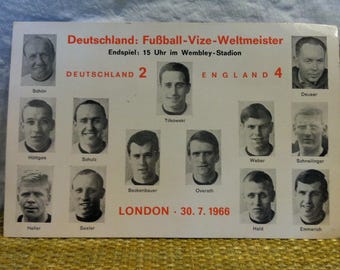 Deutschland: Fußball-Vize-Weltmeister
Endspiel: 15 Uhr im Wembley-Stadion
DEUTSCHLAND 2 ENGLAND 4
Schön
Deuser
Tilkowski
Höttges
Schulz
Weber
Schnellinger
Beckenbauer
Overath
Haller
Seeler
Held
Emmerich
LONDON - 30. 7. 1966